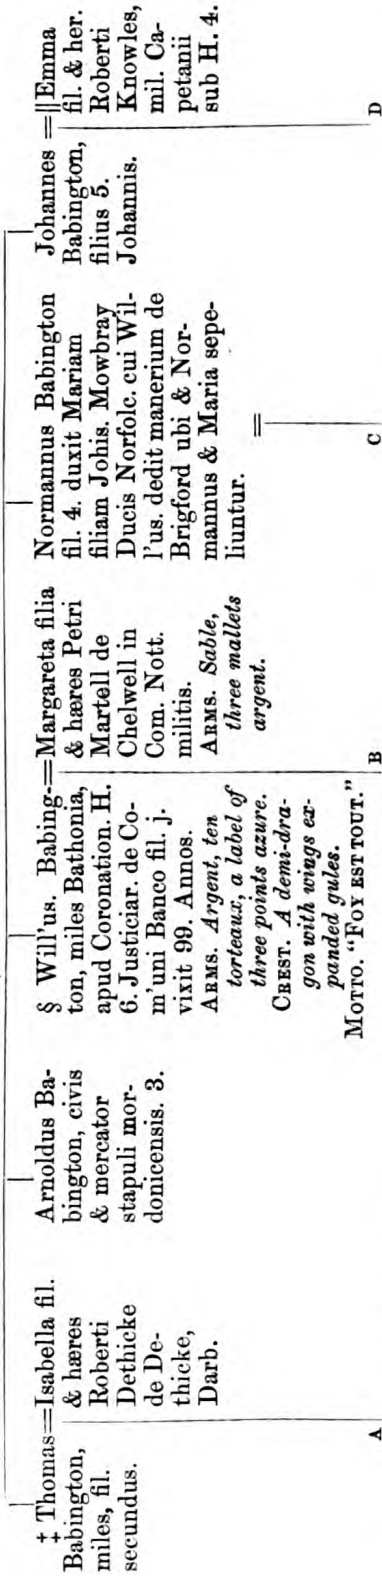 ‡ Thomas=Isabella fil.
Babington, & hæres
miles, fil. Roberti
secundus. Dethicke
de De-
thicke,
Darb.
A
Arnoldus Ba-
bington, civis
& mercator
stapuli mor-
donicensis. 3.
§ Will'us. Babing-=Margareta filia
ton, miles Bathonia, & hæres Petri
apud Coronation. H. Martell de
6. Justiciar. de Co- Chelwell in
m'uni Banco fil. j. Com. Nott.
vixit 99. Annos. militis.
ARMS. Argent, ten ARMS. Sable,
torteaux, a label of three mallets
three points azure. argent.
CREST. A demi-dra-
gon with wings ex-
panded gules.
MOTTO. "FOY EST TOUT."
B
Normannus Babington
fil. 4. duxit Mariam
filiam Johis. Mowbray
Ducis Norfolc. cui Wil-
l'us. dedit manerium de
Brigford ubi & Nor-
mannus & Maria sepe-
liuntur.
=
C
Johannes =||Emma
Babington, fil. & her.
filius 5. Roberti
Johannis. Knowles,
mil. Ca-
petanii
sub H. 4.
D